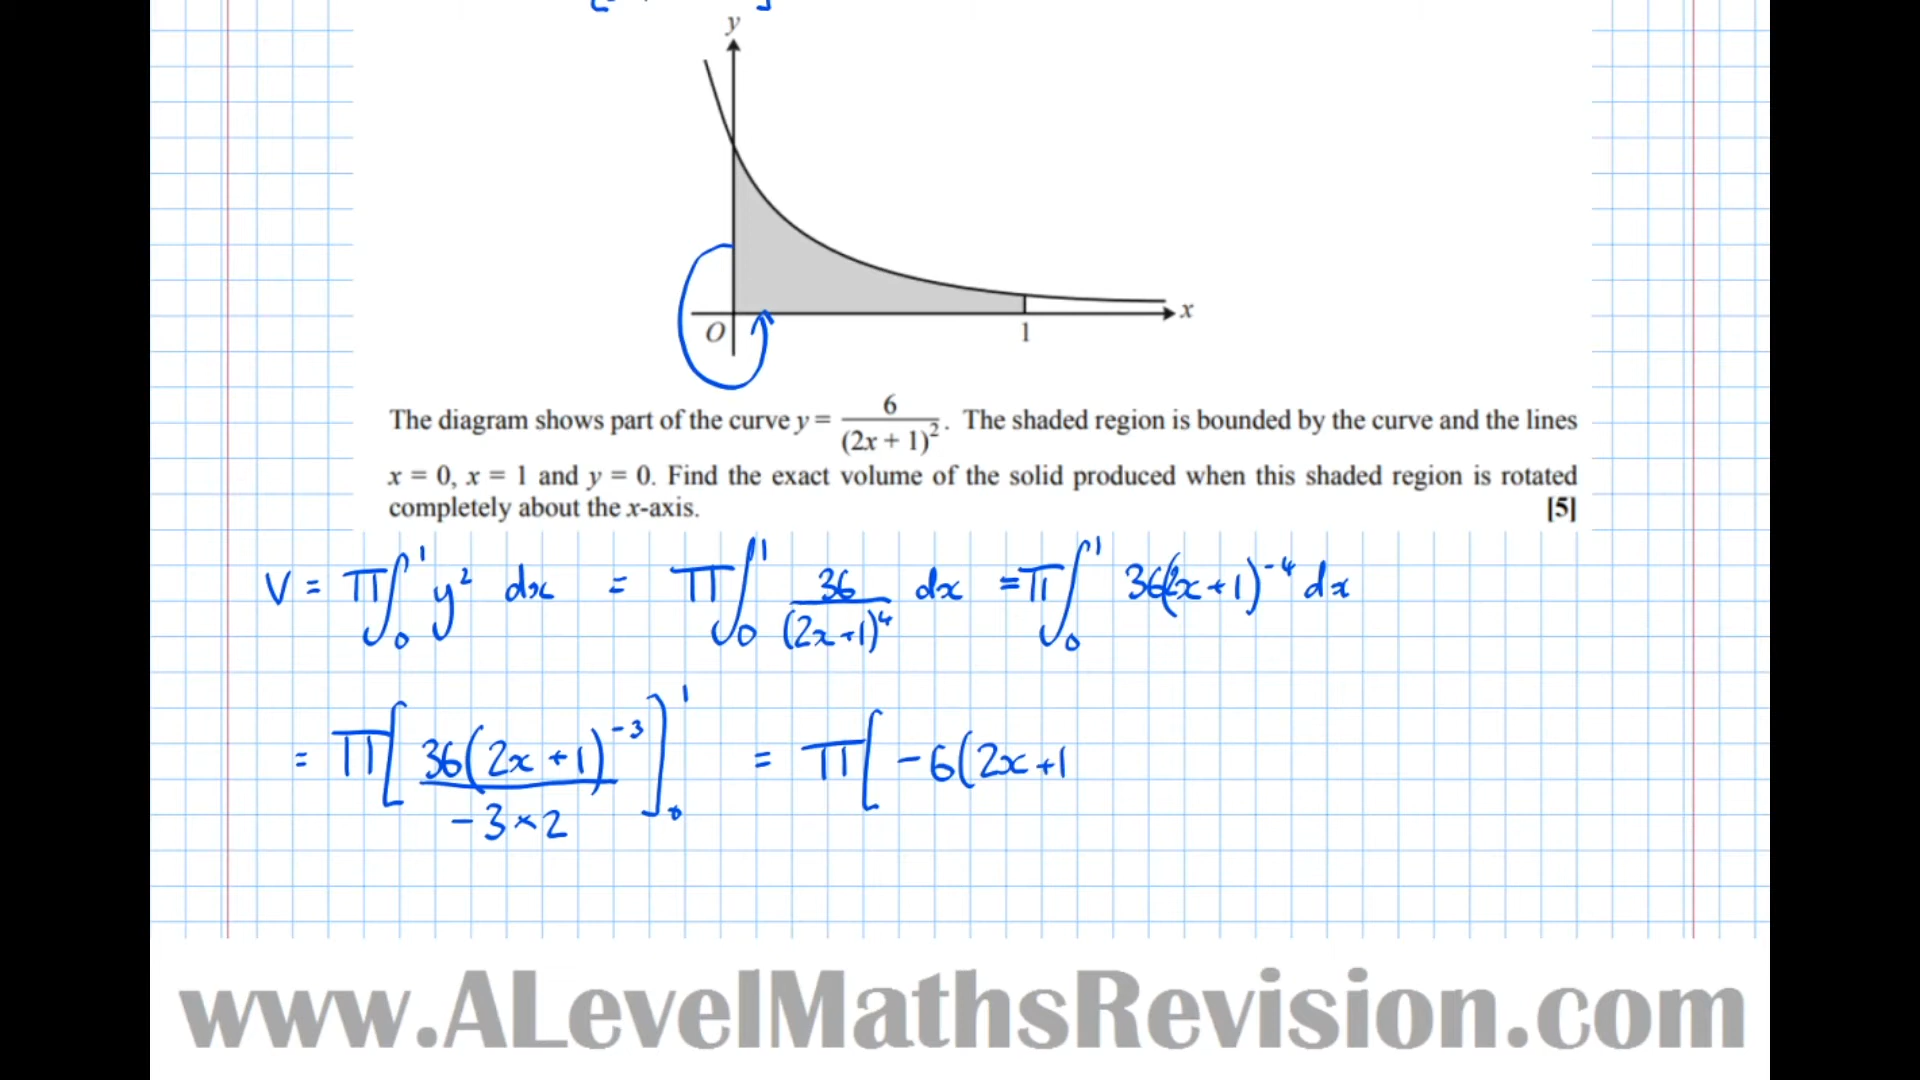 y
O
1
x
The diagram shows part of the curve y = 6/(2x + 1)². The shaded region is bounded by the curve and the lines
x = 0, x = 1 and y = 0. Find the exact volume of the solid produced when this shaded region is rotated
completely about the x-axis. [5]
V = π∫₀¹ y² dx = π∫₀¹ 36/(2x+1)⁴ dx = π∫₀¹ 36(2x+1)⁻⁴ dx
= π[36(2x+1)⁻³/(-3×2)]₀¹ = π[-6(2x+1
www.ALevelMathsRevision.com